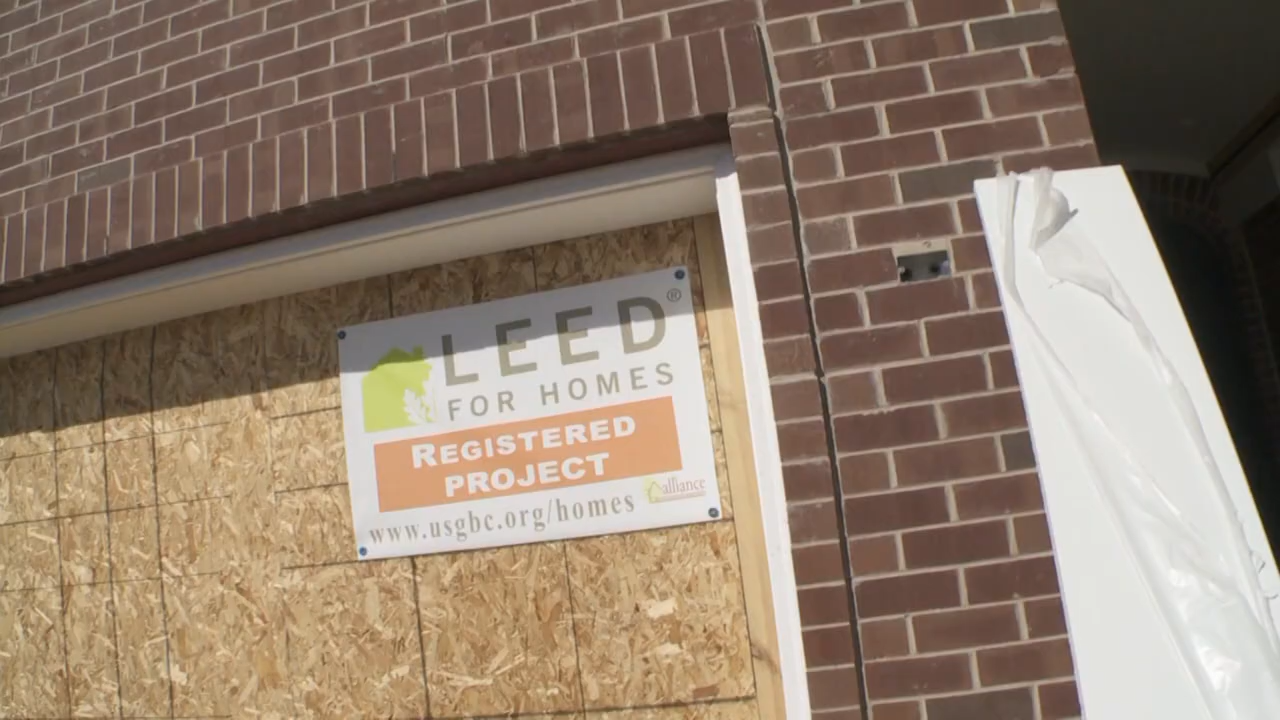 LEED®
FOR HOMES
REGISTERED
PROJECT
www.usgbc.org/homes
alliance